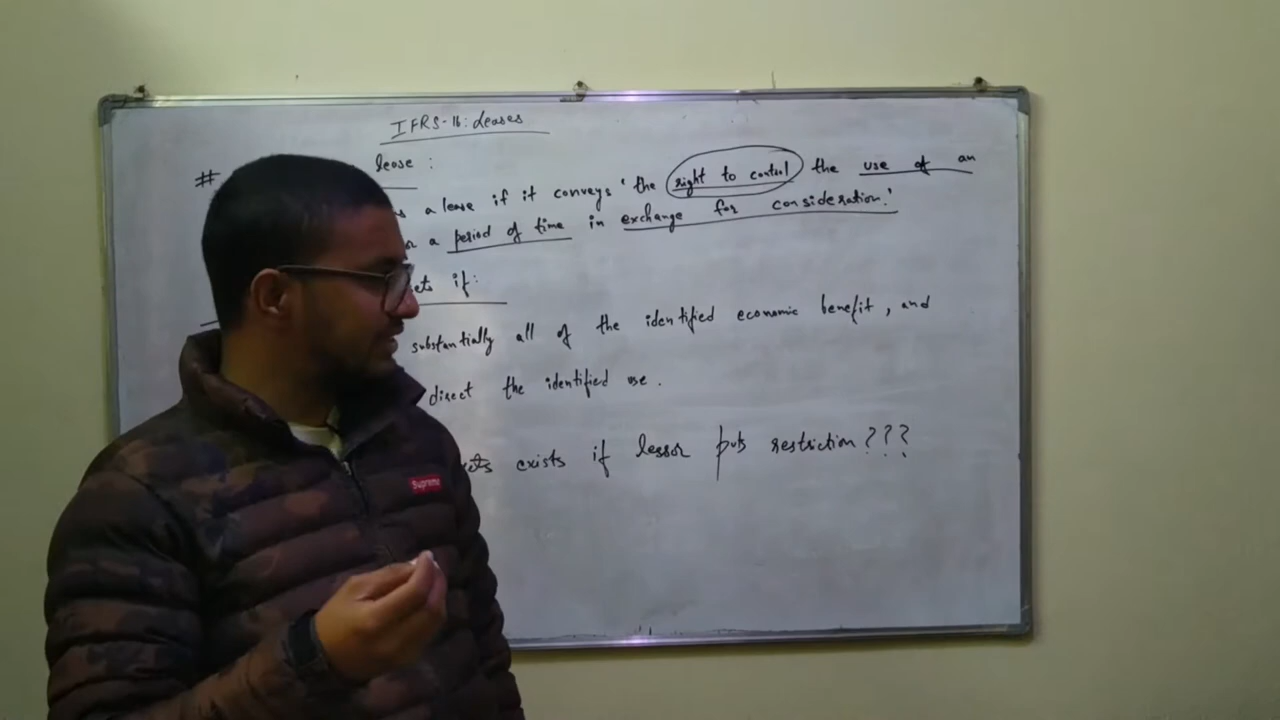 IFRS-16: Leases
# lease :
a lease if it conveys 'the right to control the use of an
a period of time in exchange for consideration.'
if:
substantially all of the identified economic benefit, and
direct the identified use.
exists if lessor puts restriction ???
Supreme